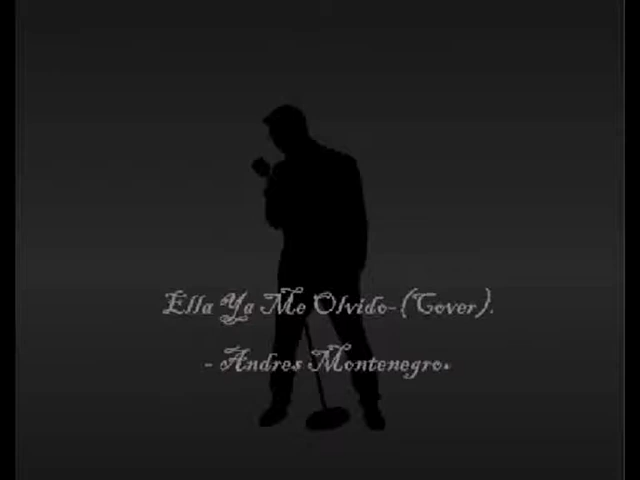 Ella Ya Me Olvido-(Cover).
- Andres Montenegro.